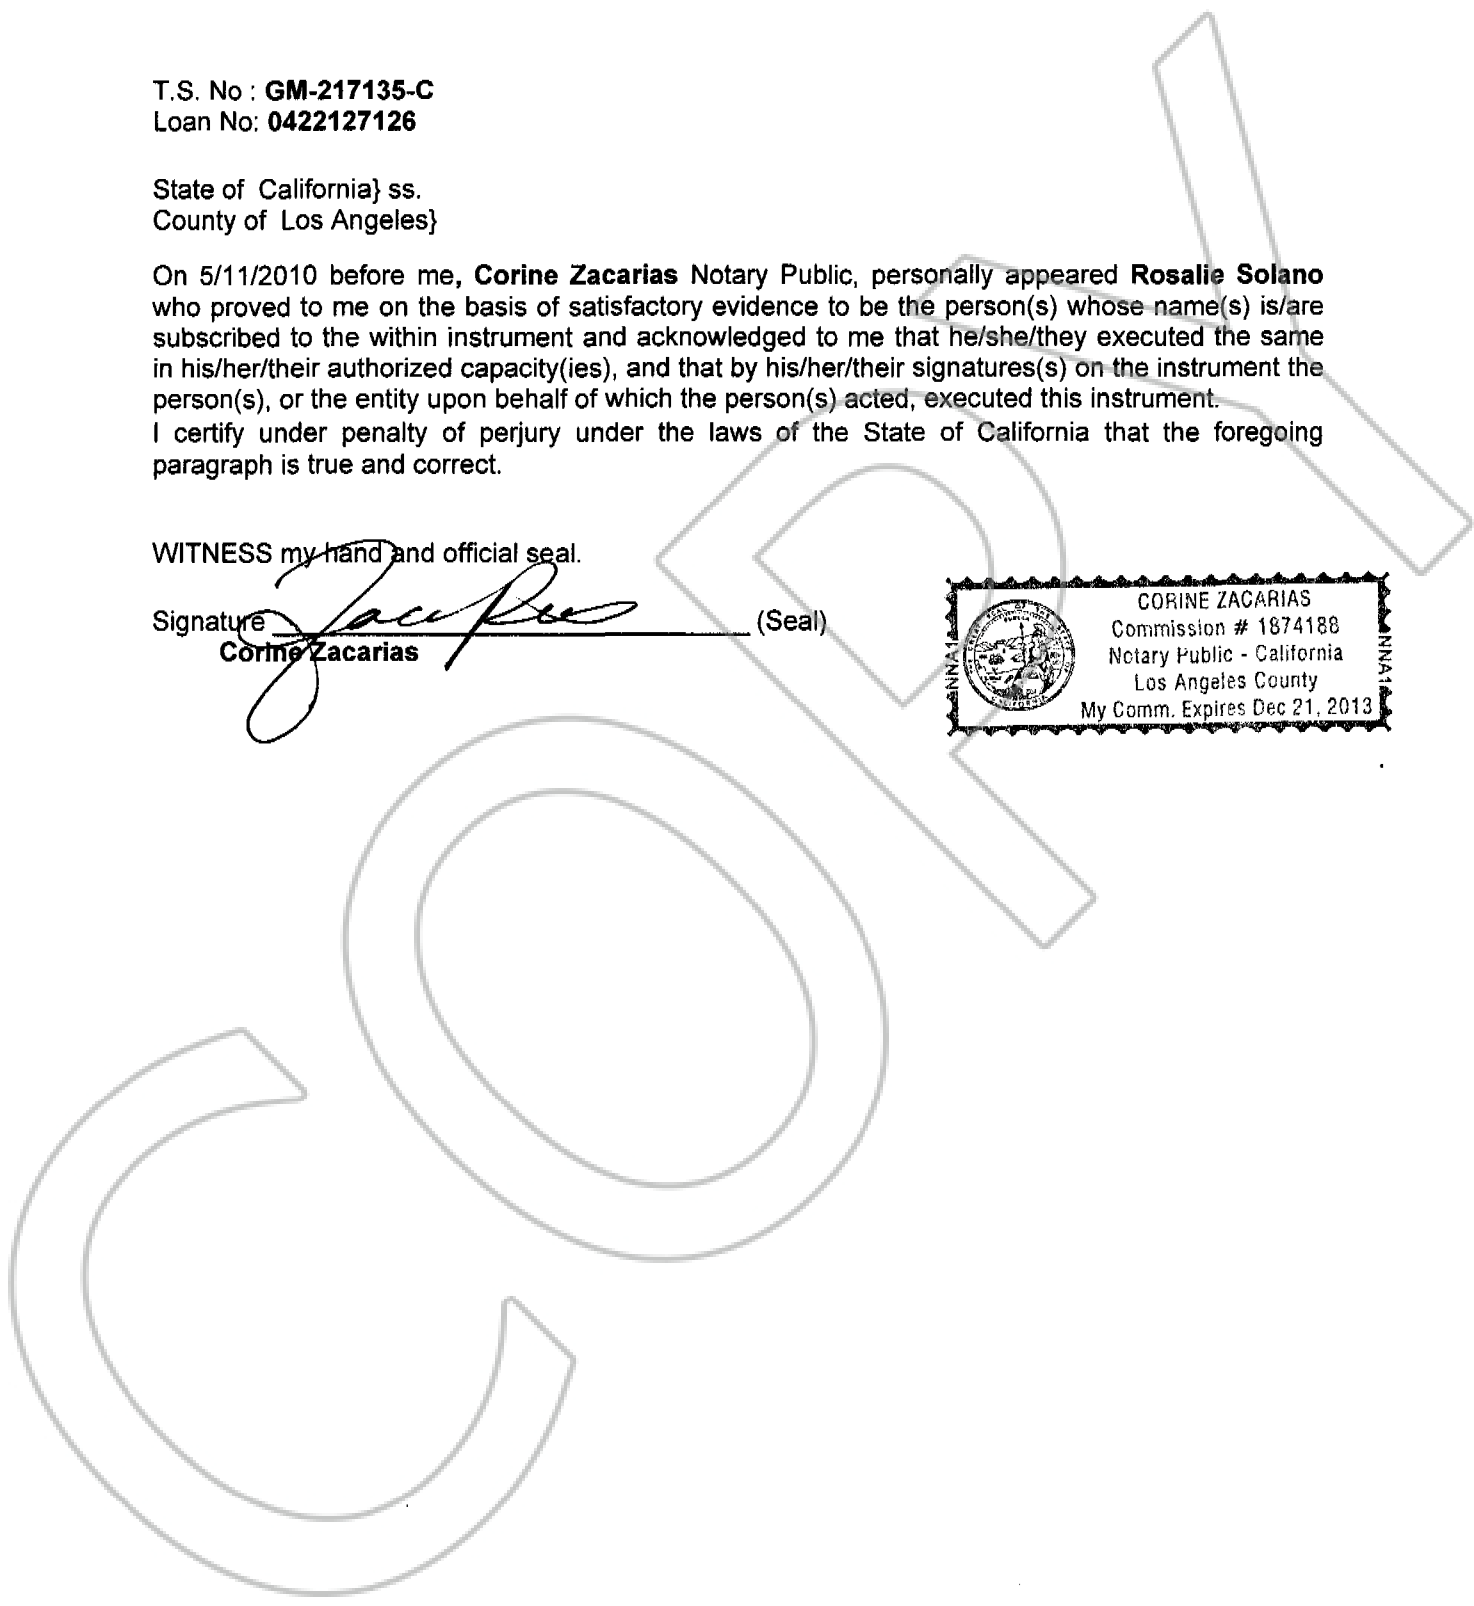 T.S. No : GM-217135-C
Loan No: 0422127126
State of California} ss.
County of Los Angeles}
On 5/11/2010 before me, Corine Zacarias Notary Public, personally appeared Rosalie Solano
who proved to me on the basis of satisfactory evidence to be the person(s) whose name(s) is/are
subscribed to the within instrument and acknowledged to me that he/she/they executed the same
in his/her/their authorized capacity(ies), and that by his/her/their signatures(s) on the instrument the
person(s), or the entity upon behalf of which the person(s) acted, executed this instrument.
I certify under penalty of perjury under the laws of the State of California that the foregoing
paragraph is true and correct.
WITNESS my hand and official seal.
Signature (Seal)
Corine Zacarias
CORINE ZACARIAS
Commission # 1874188
Notary Public - California
Los Angeles County
My Comm. Expires Dec 21, 2013
NNA1
NNA1
COPY